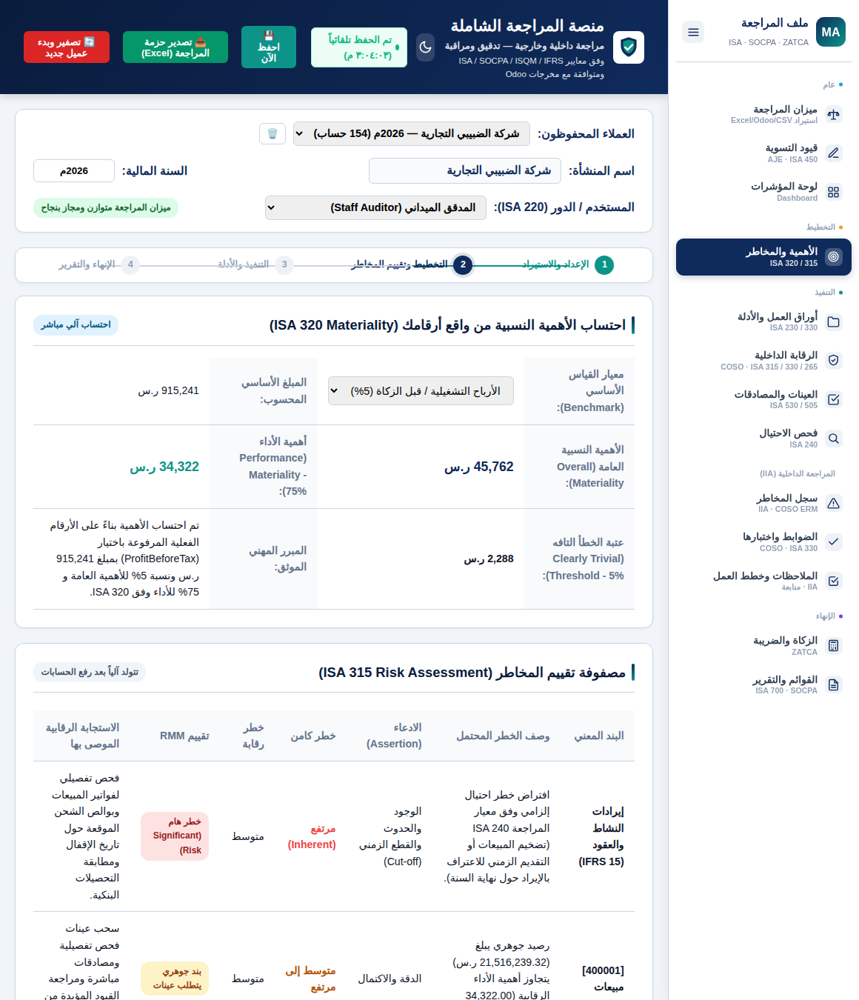 ملف المراجعة
ISA · SOCPA · ZATCA
MA
عام
ميزان المراجعة
استيراد Excel/Odoo/CSV
قيود التسوية
AJE · ISA 450
لوحة المؤشرات
Dashboard
التخطيط
الأهمية والمخاطر
ISA 320 / 315
التنفيذ
أوراق العمل والأدلة
ISA 230 / 330
الرقابة الداخلية
COSO · ISA 315 / 330 / 265
العينات والمصادقات
ISA 530 / 505
فحص الاحتيال
ISA 240
المراجعة الداخلية (IIA)
سجل المخاطر
IIA · COSO ERM
الضوابط واختبارها
COSO · ISA 330
الملاحظات وخطط العمل
IIA · متابعة
الإنهاء
الزكاة والضريبة
ZATCA
القوائم والتقرير
ISA 700 · SOCPA
منصة المراجعة الشاملة
مراجعة داخلية وخارجية — تدقيق ومراقبة
وفق معايير ISA / SOCPA / ISQM / IFRS
ومتوافقة مع مخرجات Odoo
تم الحفظ تلقائياً
(٣:٠٤:٠٣ م)
💾
احفظ
الآن
📥 تصدير حزمة
المراجعة (Excel)
🔄 تصفير وبدء
عميل جديد
العملاء المحفوظون:
شركة الضبيبي التجارية — 2026م (154 حساب)
🗑️
اسم المنشأة:
شركة الضبيبي التجارية
السنة المالية:
2026م
المستخدم / الدور (ISA 220):
المدقق الميداني (Staff Auditor)
ميزان المراجعة متوازن ومجاز بنجاح
1 الإعداد والاستيراد
2 التخطيط وتقييم المخاطر
3 التنفيذ والأدلة
4 الإنهاء والتقرير
احتساب الأهمية النسبية من واقع أرقامك (ISA 320 Materiality)
احتساب آلي مباشر
معيار القياس
الأساسي
(Benchmark):
الأرباح التشغيلية / قبل الزكاة (5%)
المبلغ الأساسي
المحسوب:
915,241 ر.س
الأهمية النسبية
العامة (Overall
Materiality):
45,762 ر.س
أهمية الأداء
(Performance
Materiality -
75%):
34,322 ر.س
عتبة الخطأ التافه
(Clearly Trivial
Threshold - 5%):
2,288 ر.س
المبرر المهني
الموثق:
تم احتساب الأهمية بناءً على الأرقام
الفعلية المرفوعة باختيار
(ProfitBeforeTax) بمبلغ 915,241
ر.س ونسبة 5% للأهمية العامة و
75% للأداء وفق ISA 320.
مصفوفة تقييم المخاطر (ISA 315 Risk Assessment)
تتولد آلياً بعد رفع الحسابات
البند المعني
وصف الخطر المحتمل
الادعاء
(Assertion)
خطر كامن
خطر
رقابة
تقييم RMM
الاستجابة الرقابية
الموصى بها
إيرادات
النشاط
والعقود
(IFRS 15)
افتراض خطر احتيال
إلزامي وفق معيار
المراجعة ISA 240
(تضخيم المبيعات أو
التقديم الزمني للاعتراف
بالإيراد حول نهاية السنة).
الوجود
والحدوث
والقطع الزمني
(Cut-off)
مرتفع
(Inherent)
متوسط
خطر هام
(Significant
Risk)
فحص تفصيلي
لفواتير المبيعات
وبوالص الشحن
الموقعة حول
تاريخ الإقفال
ومطابقة
التحصيلات
البنكية.
[400001]
مبيعات
رصيد جوهري يبلغ
(21,516,239.32 ر.س)
يتجاوز أهمية الأداء
الرقابية (34,322.00
الدقة والاكتمال
متوسط إلى
مرتفع
متوسط
بند جوهري
يتطلب عينات
سحب عينات
فحص تفصيلية
ومصادقات
مباشرة ومراجعة
القيود المؤيدة من